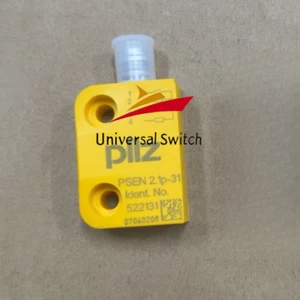 Universal Switch
pilz
PSEN 2.1p-31
Ident. No.
522131